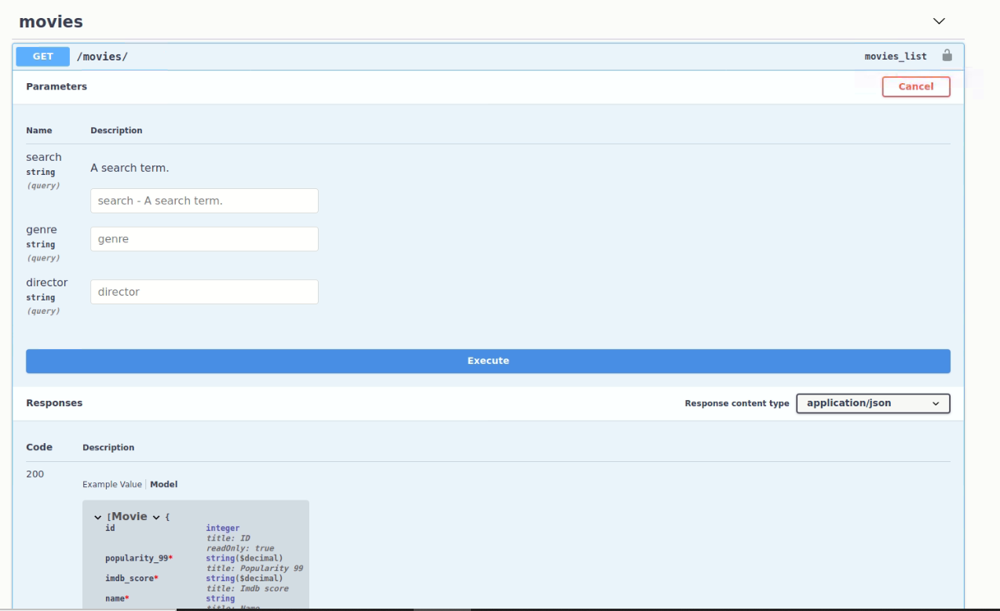 movies
GET /movies/ movies_list
Parameters Cancel
Name Description
search
string
(query)
A search term.
search - A search term.
genre
string
(query)
genre
director
string
(query)
director
Execute
Responses Response content type application/json
Code Description
200
Example Value Model
[Movie {
id integer
title: ID
readOnly: true
popularity_99* string($decimal)
title: Popularity 99
imdb_score* string($decimal)
title: Imdb score
name* string
title: Name